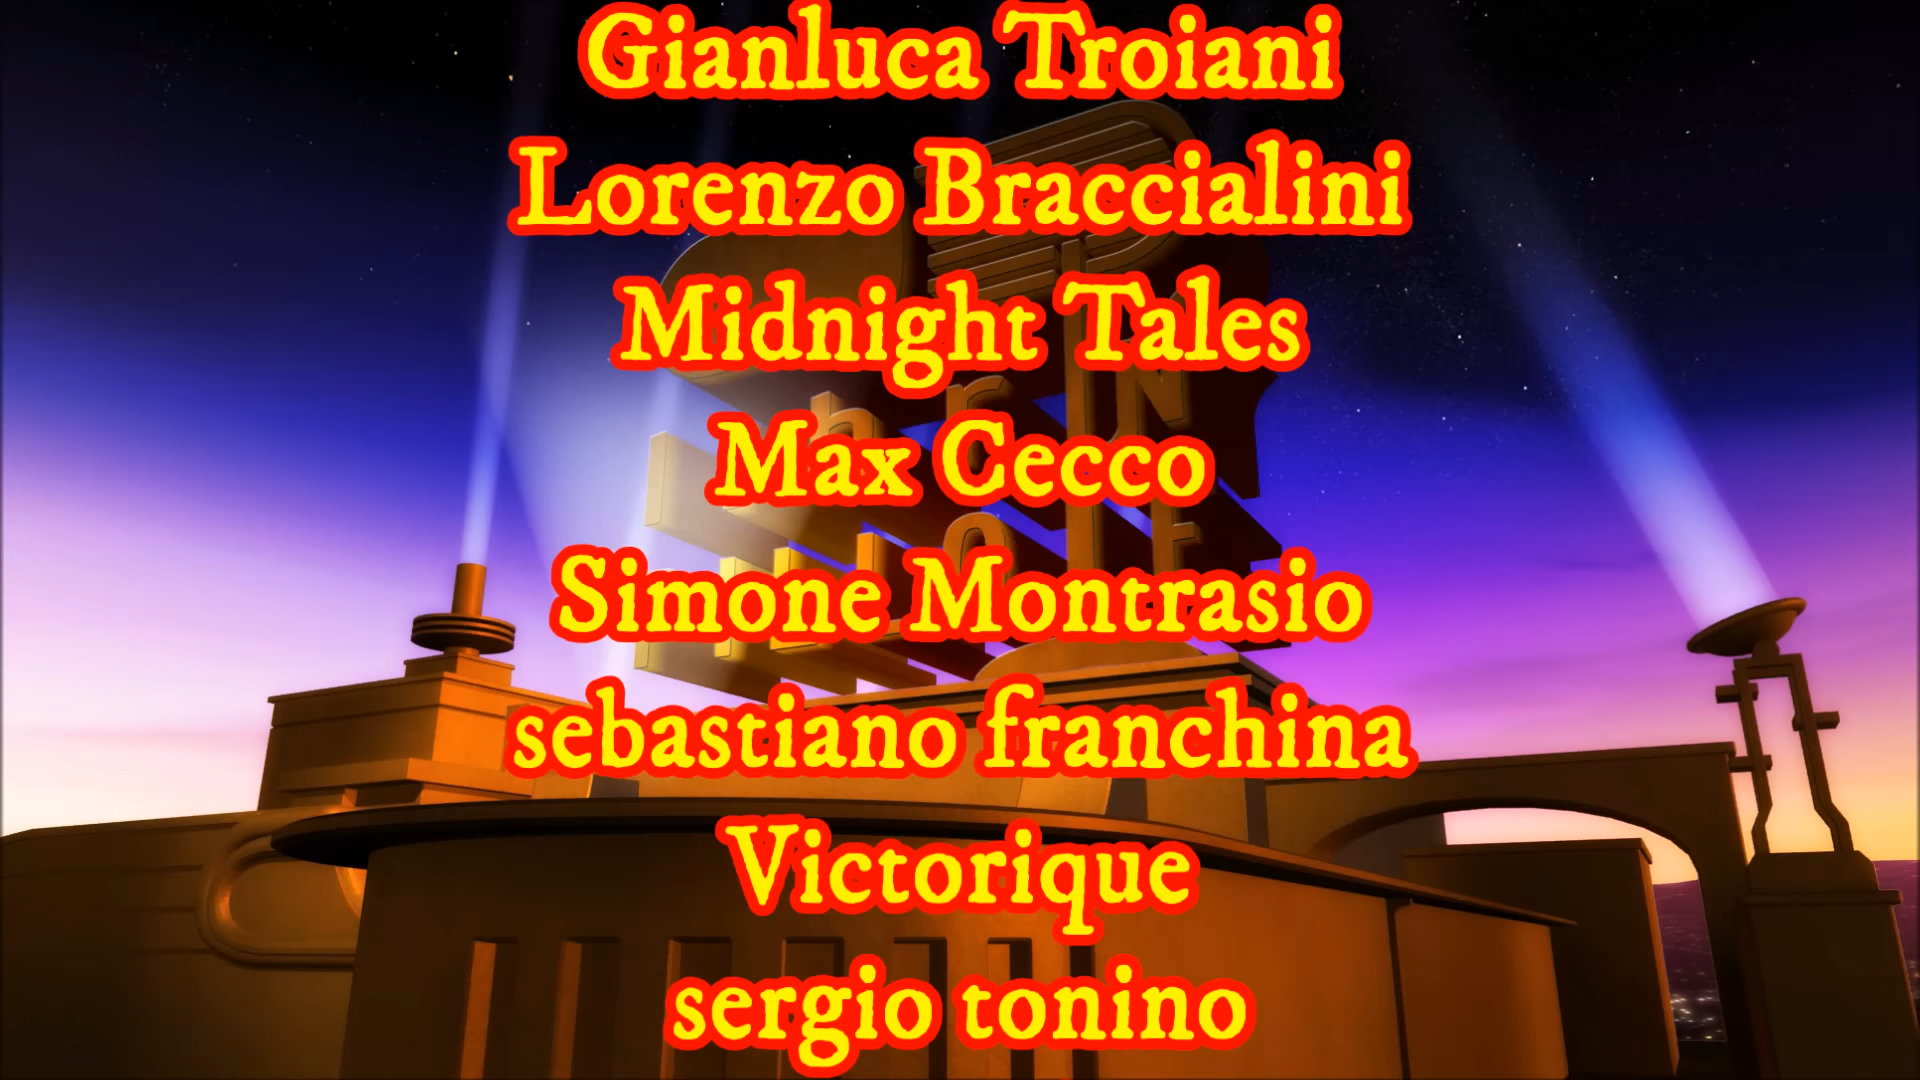 Gianluca Troiani
Lorenzo Braccialini
Midnight Tales
Max Cecco
Simone Montrasio
sebastiano franchina
Victorique
sergio tonino